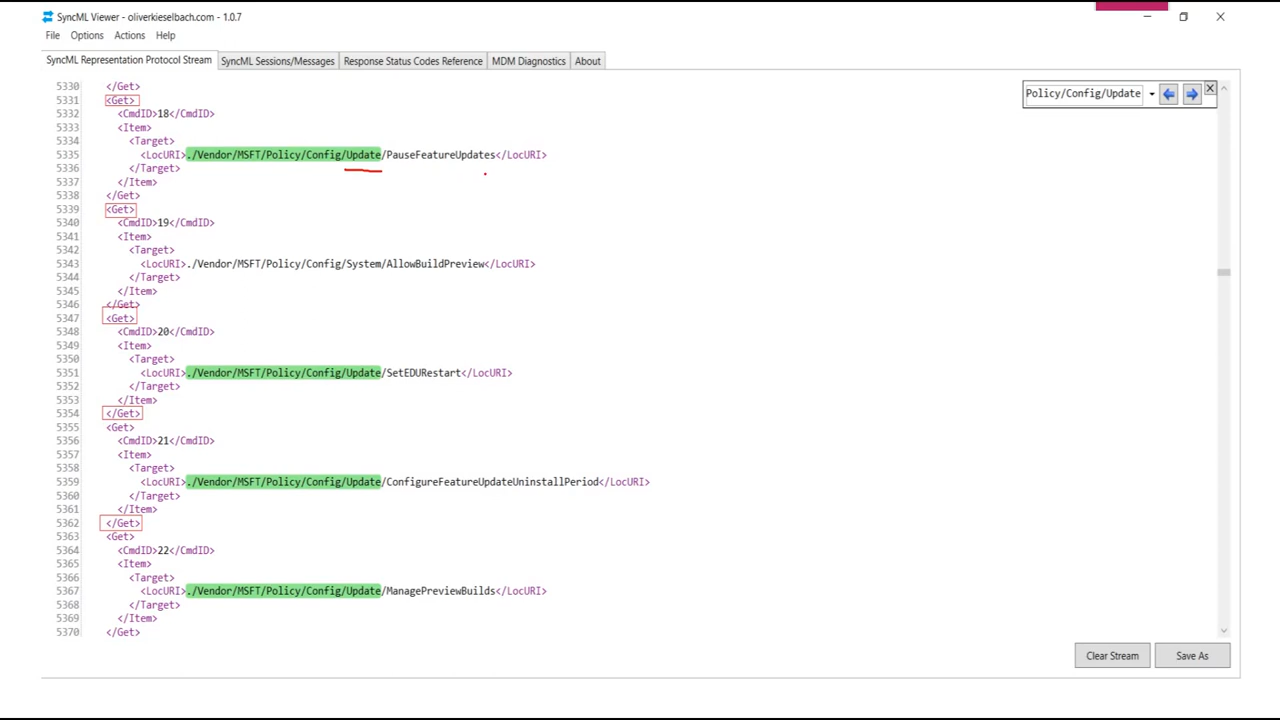 SyncML Viewer - oliverkieselbach.com - 1.0.7
File Options Actions Help
SyncML Representation Protocol Stream SyncML Sessions/Messages Response Status Codes Reference MDM Diagnostics About
Policy/Config/Update
5330 </Get>
5331 <Get>
5332 <CmdID>18</CmdID>
5333 <Item>
5334 <Target>
5335 <LocURI>./Vendor/MSFT/Policy/Config/Update/PauseFeatureUpdates</LocURI>
5336 </Target>
5337 </Item>
5338 </Get>
5339 <Get>
5340 <CmdID>19</CmdID>
5341 <Item>
5342 <Target>
5343 <LocURI>./Vendor/MSFT/Policy/Config/System/AllowBuildPreview</LocURI>
5344 </Target>
5345 </Item>
5346 </Get>
5347 <Get>
5348 <CmdID>20</CmdID>
5349 <Item>
5350 <Target>
5351 <LocURI>./Vendor/MSFT/Policy/Config/Update/SetEDURestart</LocURI>
5352 </Target>
5353 </Item>
5354 </Get>
5355 <Get>
5356 <CmdID>21</CmdID>
5357 <Item>
5358 <Target>
5359 <LocURI>./Vendor/MSFT/Policy/Config/Update/ConfigureFeatureUpdateUninstallPeriod</LocURI>
5360 </Target>
5361 </Item>
5362 </Get>
5363 <Get>
5364 <CmdID>22</CmdID>
5365 <Item>
5366 <Target>
5367 <LocURI>./Vendor/MSFT/Policy/Config/Update/ManagePreviewBuilds</LocURI>
5368 </Target>
5369 </Item>
5370 </Get>
Clear Stream Save As